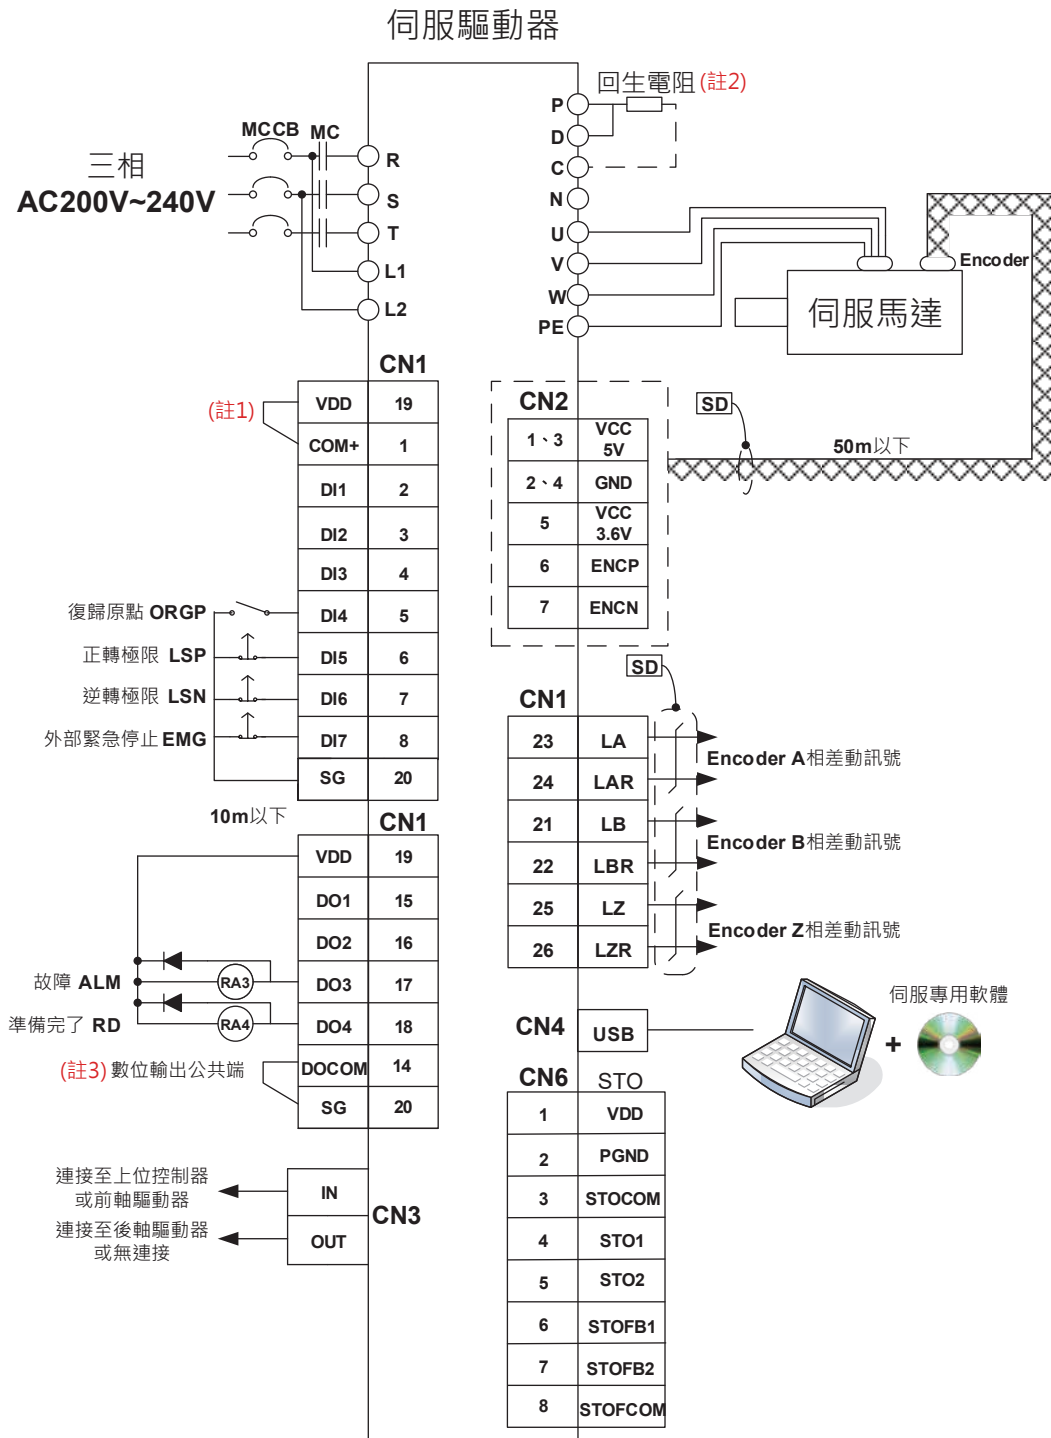 伺服驅動器
MCCB MC
三相
AC200V~240V
R
S
T
L1
L2
P
D
C
N
U
V
W
PE
回生電阻 (註2)
Encoder
伺服馬達
CN1
(註1)
VDD 19
COM+ 1
DI1 2
DI2 3
DI3 4
復歸原點 ORGP DI4 5
正轉極限 LSP DI5 6
逆轉極限 LSN DI6 7
外部緊急停止 EMG DI7 8
SG 20
10m以下
CN2
1、3 VCC 5V
2、4 GND
5 VCC 3.6V
6 ENCP
7 ENCN
SD
50m以下
SD
CN1
23 LA
24 LAR
21 LB
22 LBR
25 LZ
26 LZR
Encoder A相差動訊號
Encoder B相差動訊號
Encoder Z相差動訊號
CN1
VDD 19
DO1 15
DO2 16
故障 ALM RA3 DO3 17
準備完了 RD RA4 DO4 18
(註3) 數位輸出公共端 DOCOM 14
SG 20
CN4 USB
伺服專用軟體
+
連接至上位控制器
或前軸驅動器
IN
連接至後軸驅動器
或無連接
OUT
CN3
CN6 STO
1 VDD
2 PGND
3 STOCOM
4 STO1
5 STO2
6 STOFB1
7 STOFB2
8 STOFCOM